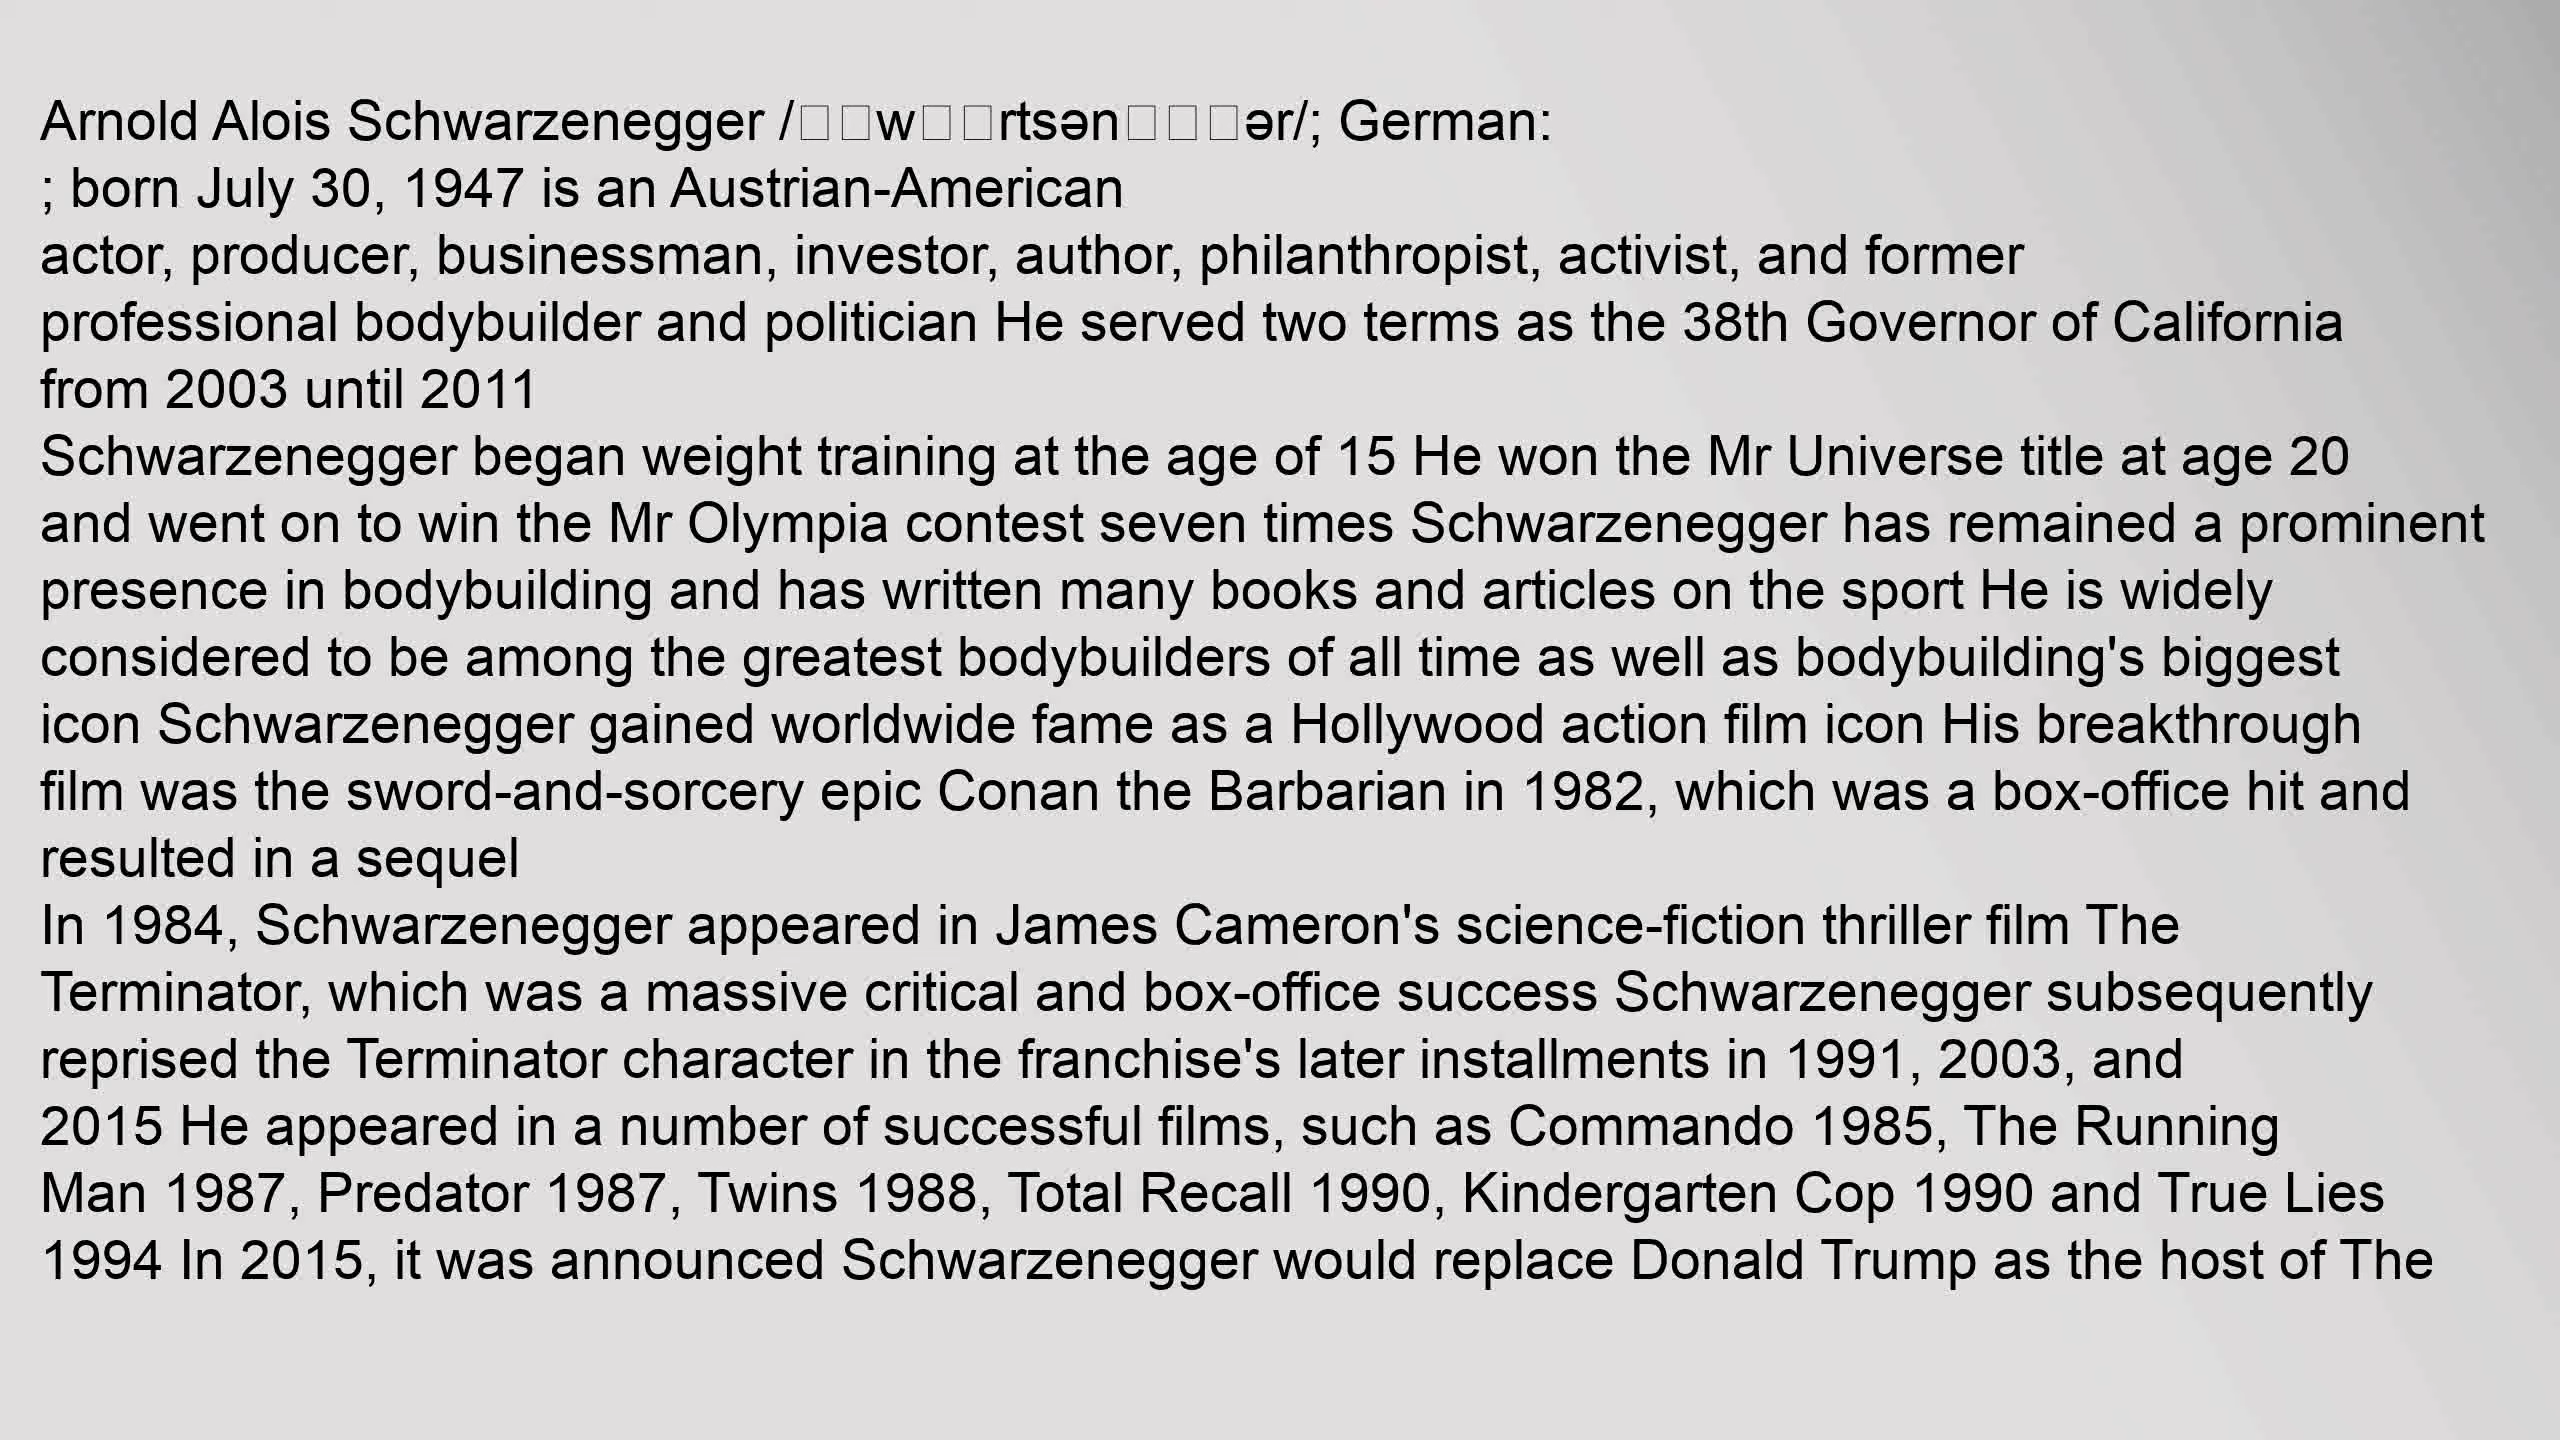 Arnold Alois Schwarzenegger /□□w□□rtsən□□□ər/; German:
; born July 30, 1947 is an Austrian-American
actor, producer, businessman, investor, author, philanthropist, activist, and former
professional bodybuilder and politician He served two terms as the 38th Governor of California
from 2003 until 2011
Schwarzenegger began weight training at the age of 15 He won the Mr Universe title at age 20
and went on to win the Mr Olympia contest seven times Schwarzenegger has remained a prominent
presence in bodybuilding and has written many books and articles on the sport He is widely
considered to be among the greatest bodybuilders of all time as well as bodybuilding's biggest
icon Schwarzenegger gained worldwide fame as a Hollywood action film icon His breakthrough
film was the sword-and-sorcery epic Conan the Barbarian in 1982, which was a box-office hit and
resulted in a sequel
In 1984, Schwarzenegger appeared in James Cameron's science-fiction thriller film The
Terminator, which was a massive critical and box-office success Schwarzenegger subsequently
reprised the Terminator character in the franchise's later installments in 1991, 2003, and
2015 He appeared in a number of successful films, such as Commando 1985, The Running
Man 1987, Predator 1987, Twins 1988, Total Recall 1990, Kindergarten Cop 1990 and True Lies
1994 In 2015, it was announced Schwarzenegger would replace Donald Trump as the host of The